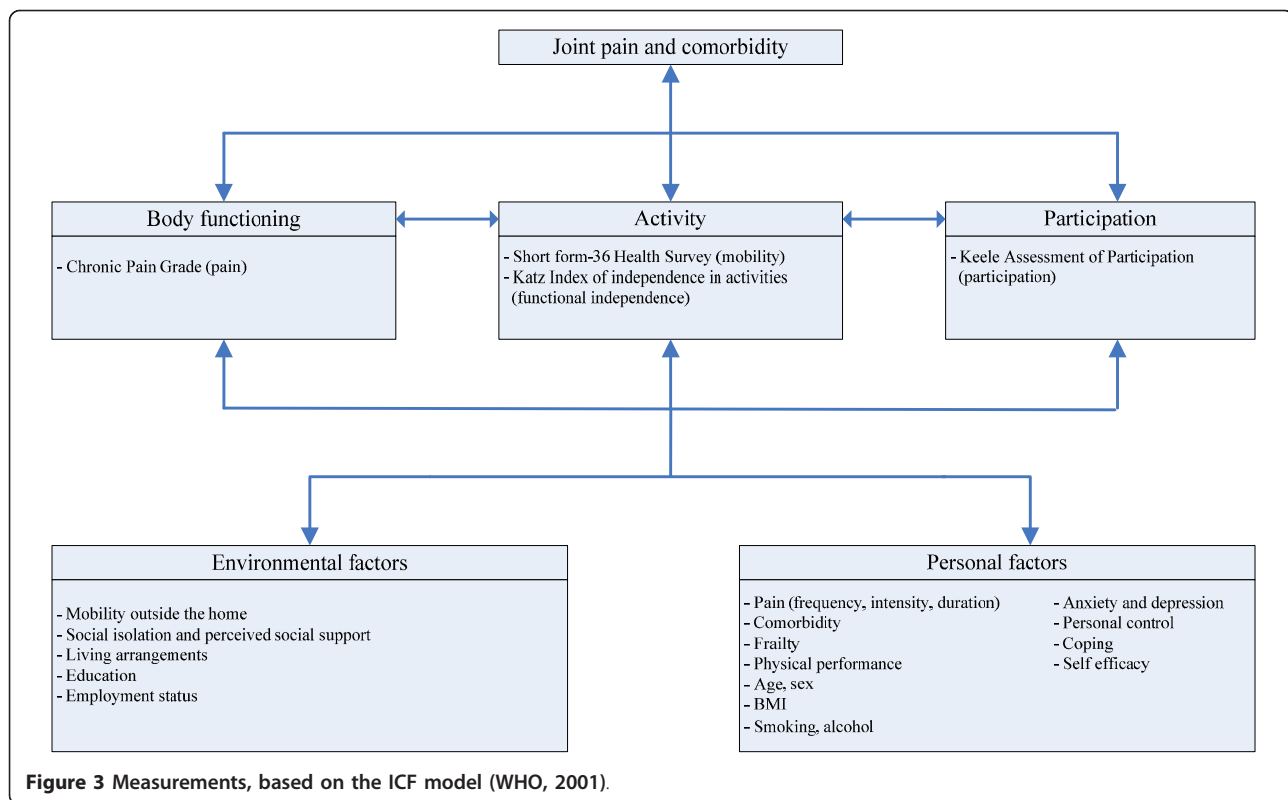 Joint pain and comorbidity
Body functioning
- Chronic Pain Grade (pain)
Activity
- Short form-36 Health Survey (mobility)
- Katz Index of independence in activities
(functional independence)
Participation
- Keele Assessment of Participation
(participation)
Environmental factors
- Mobility outside the home
- Social isolation and perceived social support
- Living arrangements
- Education
- Employment status
Personal factors
- Pain (frequency, intensity, duration)
- Comorbidity
- Frailty
- Physical performance
- Age, sex
- BMI
- Smoking, alcohol
- Anxiety and depression
- Personal control
- Coping
- Self efficacy
Figure 3 Measurements, based on the ICF model (WHO, 2001).